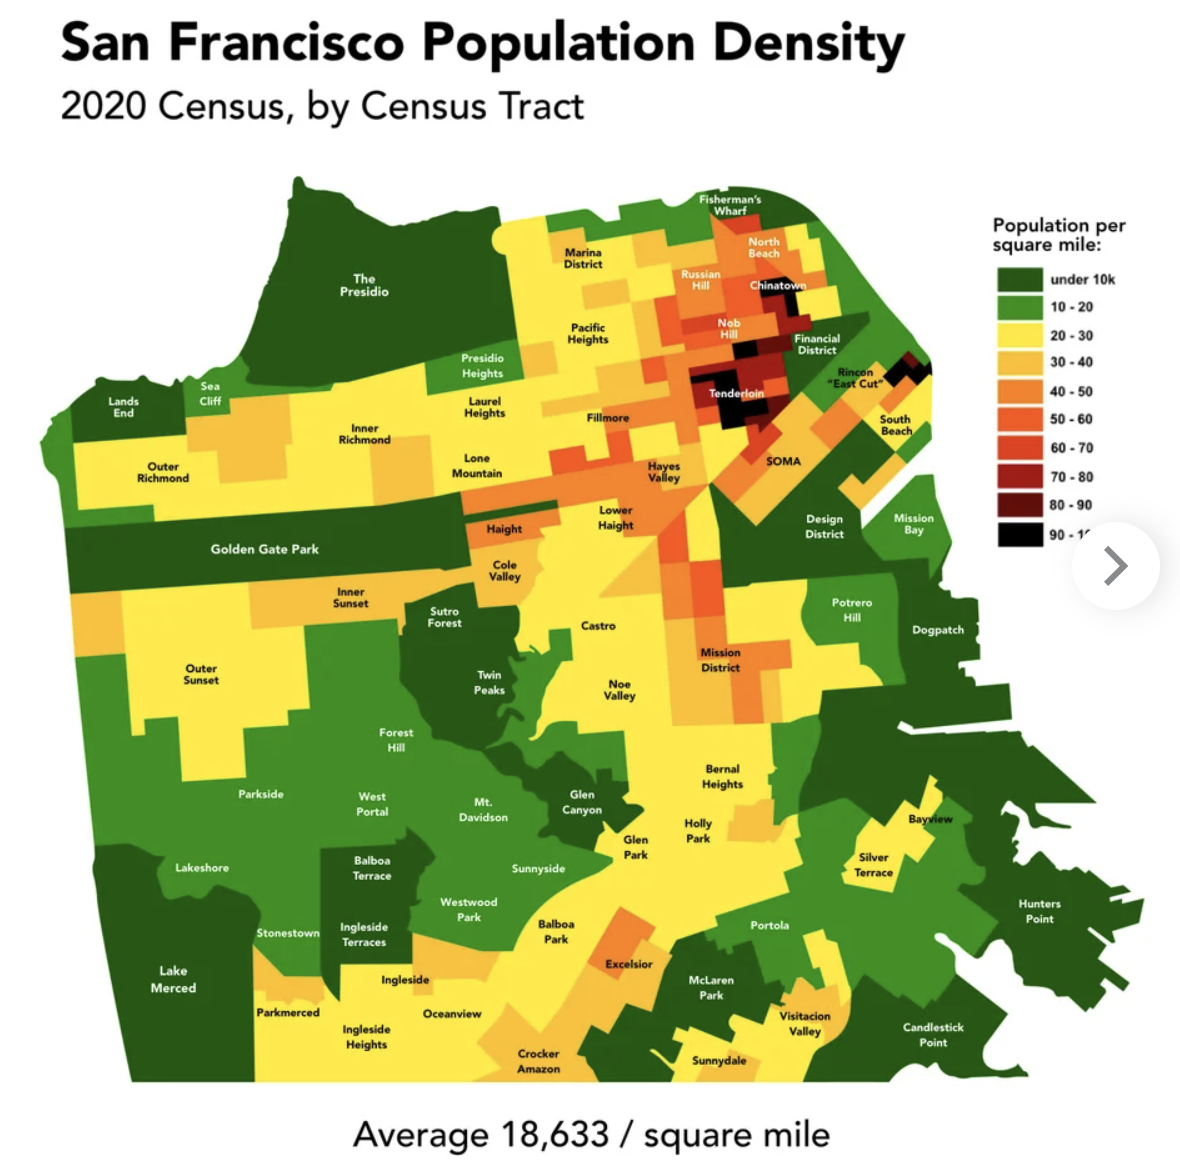 San Francisco Population Density
2020 Census, by Census Tract
Population per
square mile:
under 10k
10 - 20
20 - 30
30 - 40
40 - 50
50 - 60
60 - 70
70 - 80
80 - 90
90 -
Fisherman's
Wharf
North
Beach
Marina
District
Russian
Hill
Chinatown
The
Presidio
Pacific
Heights
Nob
Hill
Financial
District
Presidio
Heights
Rincon
"East Cut"
Sea
Cliff
Lands
End
Laurel
Heights
Tenderloin
Fillmore
South
Beach
Inner
Richmond
Outer
Richmond
Lone
Mountain
Hayes
Valley
SOMA
Lower
Haight
Haight
Design
District
Mission
Bay
Golden Gate Park
Cole
Valley
Inner
Sunset
Sutro
Forest
Castro
Potrero
Hill
Dogpatch
Outer
Sunset
Twin
Peaks
Noe
Valley
Mission
District
Forest
Hill
Bernal
Heights
Parkside
West
Portal
Mt.
Davidson
Glen
Canyon
Holly
Park
Bayview
Glen
Park
Lakeshore
Balboa
Terrace
Sunnyside
Silver
Terrace
Westwood
Park
Hunters
Point
Stonestown
Ingleside
Terraces
Balboa
Park
Portola
Excelsior
Lake
Merced
Ingleside
McLaren
Park
Parkmerced
Oceanview
Visitacion
Valley
Ingleside
Heights
Candlestick
Point
Crocker
Amazon
Sunnydale
Average 18,633 / square mile